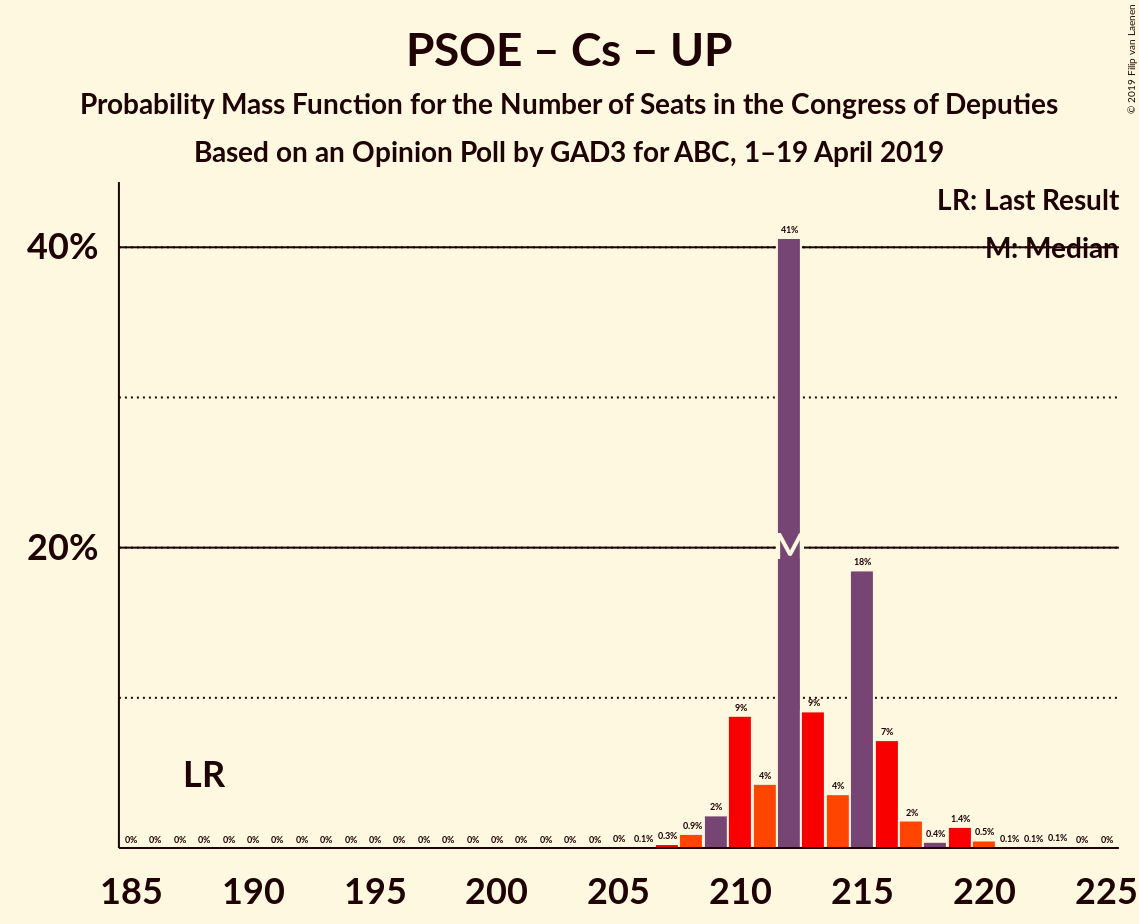 PSOE – Cs – UP
Probability Mass Function for the Number of Seats in the Congress of Deputies
Based on an Opinion Poll by GAD3 for ABC, 1–19 April 2019
© 2019 Filip van Laenen
LR: Last Result
M: Median
40%
20%
41%
M
18%
9%
4%
9%
4%
7%
LR
0% 0% 0% 0% 0% 0% 0% 0% 0% 0% 0% 0% 0% 0% 0% 0% 0% 0% 0% 0% 0% 0.1% 0.3% 0.9% 2% 2% 0.4% 1.4% 0.5% 0.1% 0.1% 0.1% 0% 0%
185 190 195 200 205 210 215 220 225